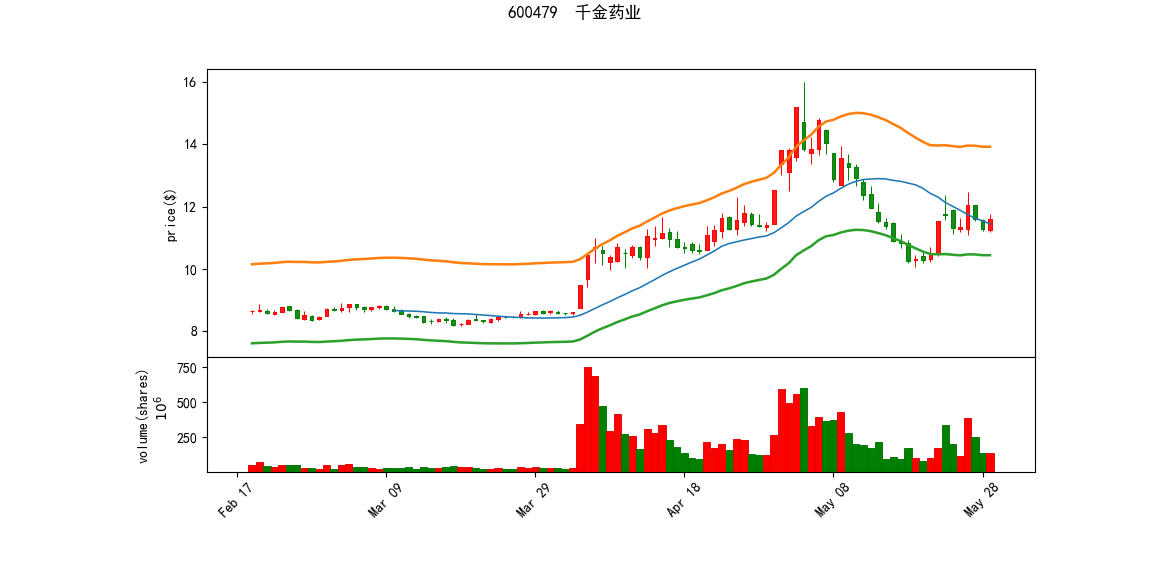 600479 千金药业
16
14
12
10
8
price($)
750
500
250
volume(shares)
10^6
Feb 17
Mar 09
Mar 29
Apr 18
May 08
May 28